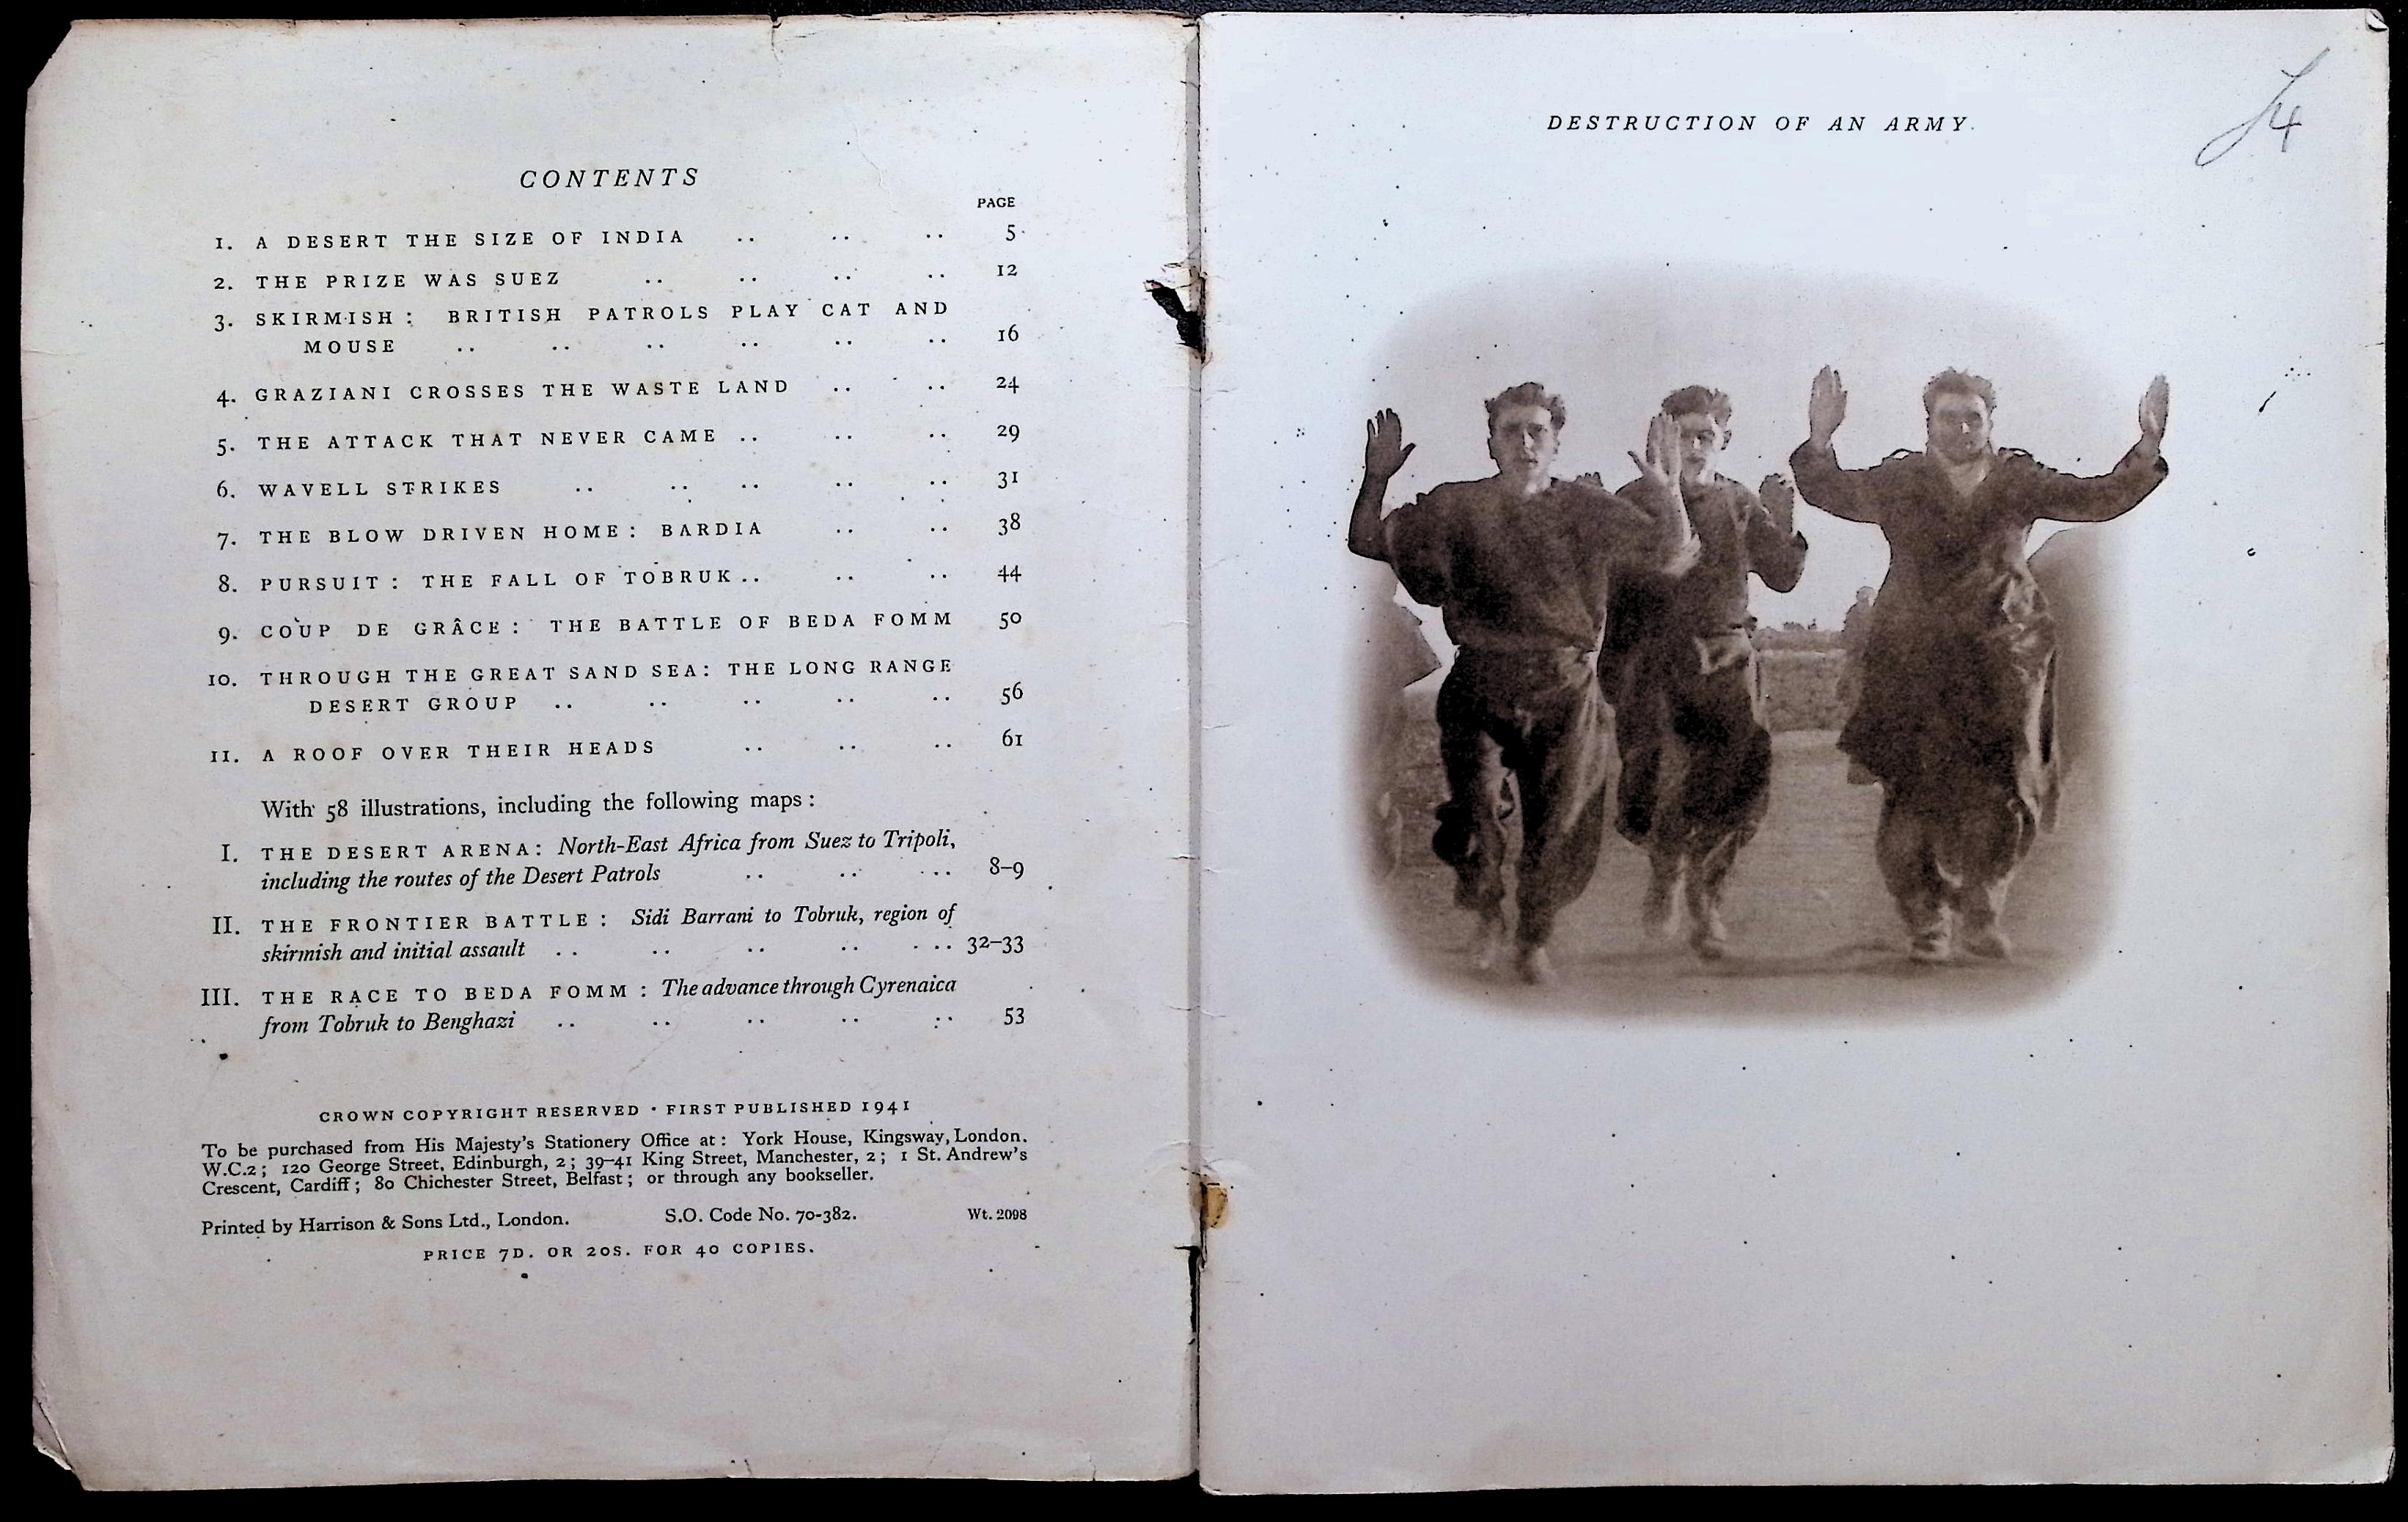 CONTENTS
PAGE
1. A DESERT THE SIZE OF INDIA .. .. .. 5
2. THE PRIZE WAS SUEZ .. .. .. .. 12
3. SKIRMISH : BRITISH PATROLS PLAY CAT AND
MOUSE .. .. .. .. .. .. 16
4. GRAZIANI CROSSES THE WASTE LAND .. .. 24
5. THE ATTACK THAT NEVER CAME .. .. .. 29
6. WAVELL STRIKES .. .. .. .. .. 31
7. THE BLOW DRIVEN HOME : BARDIA .. .. 38
8. PURSUIT : THE FALL OF TOBRUK .. .. .. 44
9. COUP DE GRÂCE : THE BATTLE OF BEDA FOMM 50
10. THROUGH THE GREAT SAND SEA: THE LONG RANGE
DESERT GROUP .. .. .. .. .. 56
11. A ROOF OVER THEIR HEADS .. .. .. 61
With 58 illustrations, including the following maps :
I. THE DESERT ARENA: North-East Africa from Suez to Tripoli,
including the routes of the Desert Patrols .. .. .. 8–9
II. THE FRONTIER BATTLE : Sidi Barrani to Tobruk, region of
skirmish and initial assault .. .. .. .. .. 32–33
III. THE RACE TO BEDA FOMM : The advance through Cyrenaica
from Tobruk to Benghazi .. .. .. .. .. 53
CROWN COPYRIGHT RESERVED · FIRST PUBLISHED 1941
To be purchased from His Majesty's Stationery Office at : York House, Kingsway, London.
W.C.2 ; 120 George Street, Edinburgh, 2 ; 39–41 King Street, Manchester, 2 ; 1 St. Andrew's
Crescent, Cardiff ; 80 Chichester Street, Belfast ; or through any bookseller.
Printed by Harrison & Sons Ltd., London. S.O. Code No. 70-382. Wt. 2098
PRICE 7D. OR 20S. FOR 40 COPIES.
DESTRUCTION OF AN ARMY